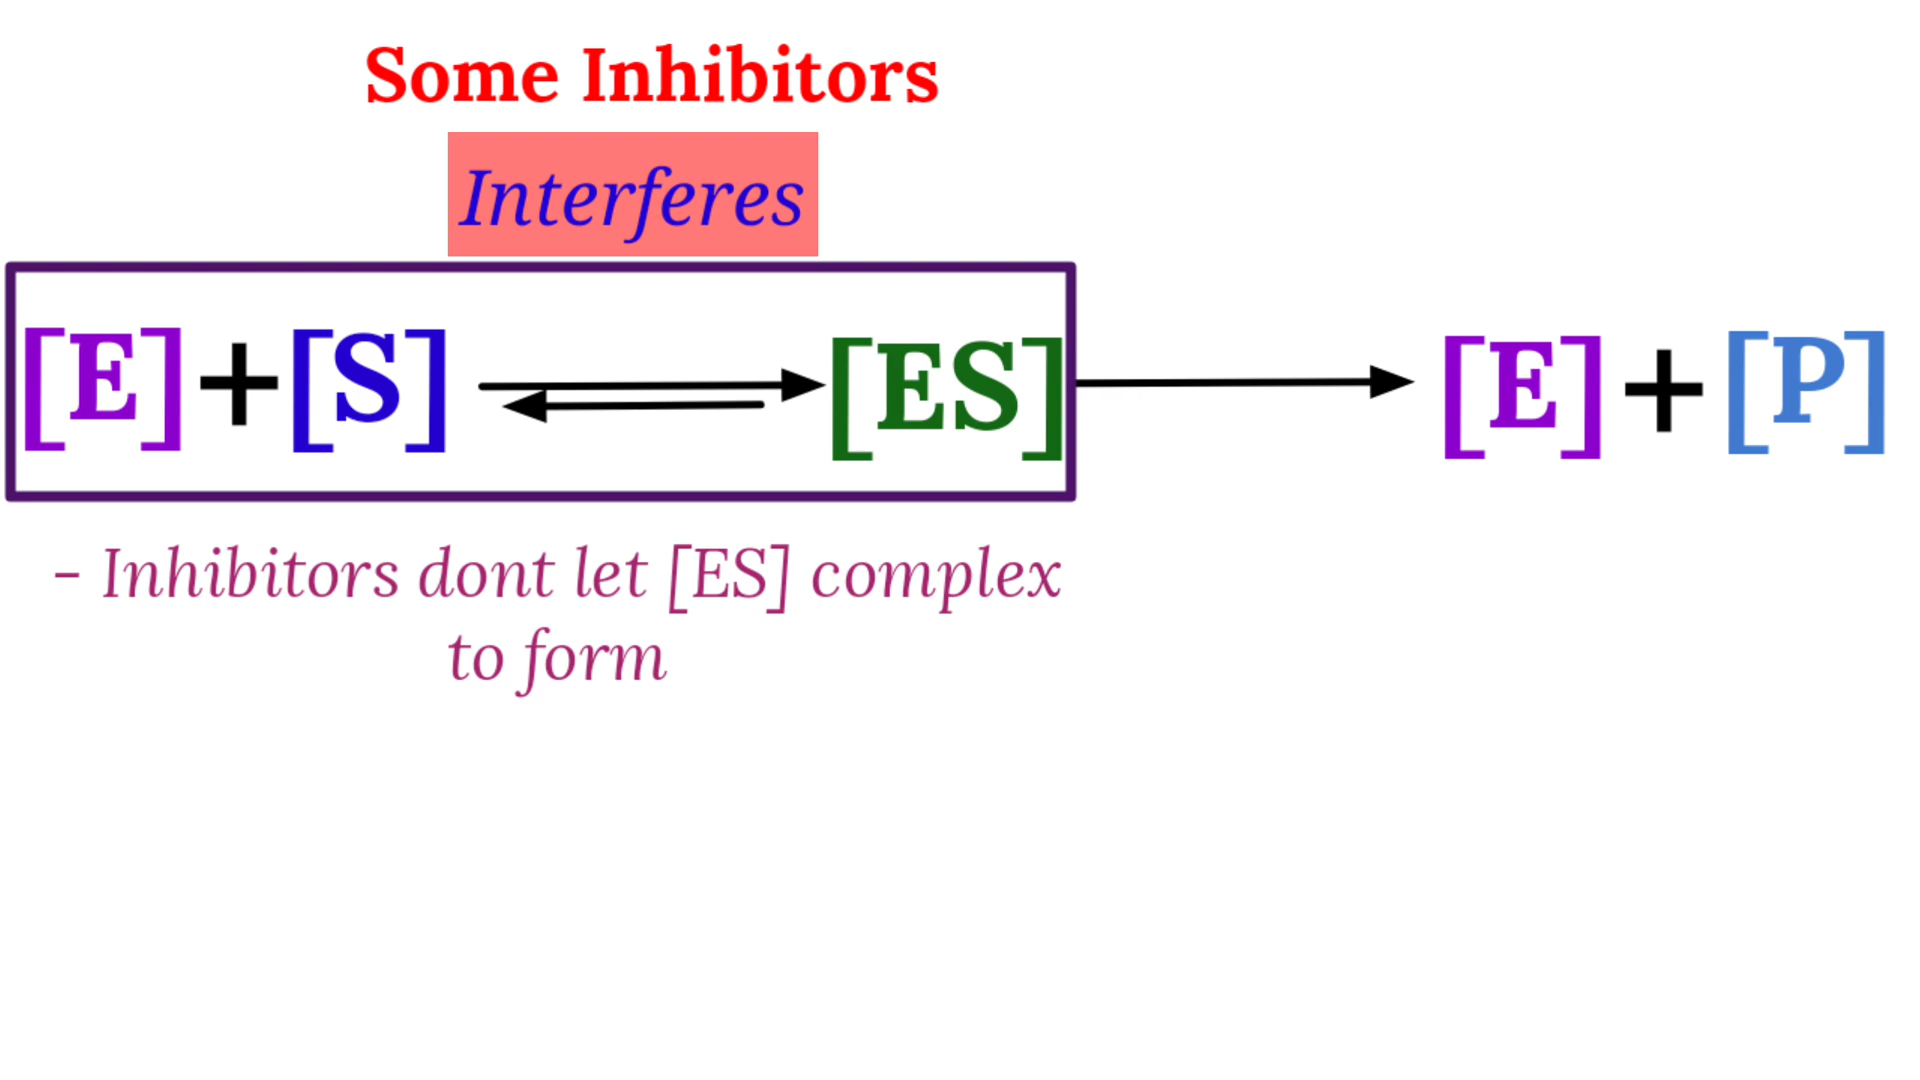 Some Inhibitors
Interferes
[E]+[S] ⇌ [ES] → [E]+[P]
- Inhibitors dont let [ES] complex
to form